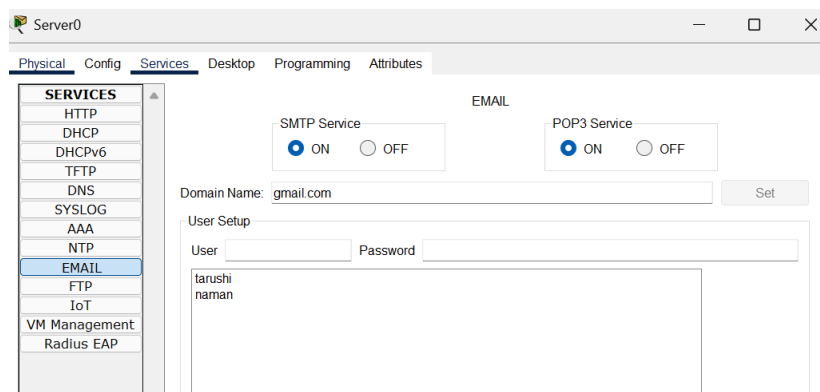 Server0
Physical Config Services Desktop Programming Attributes
SERVICES
HTTP
DHCP
DHCPv6
TFTP
DNS
SYSLOG
AAA
NTP
EMAIL
FTP
IoT
VM Management
Radius EAP
EMAIL
SMTP Service
ON OFF
POP3 Service
ON OFF
Domain Name: gmail.com Set
User Setup
User Password
tarushi
naman